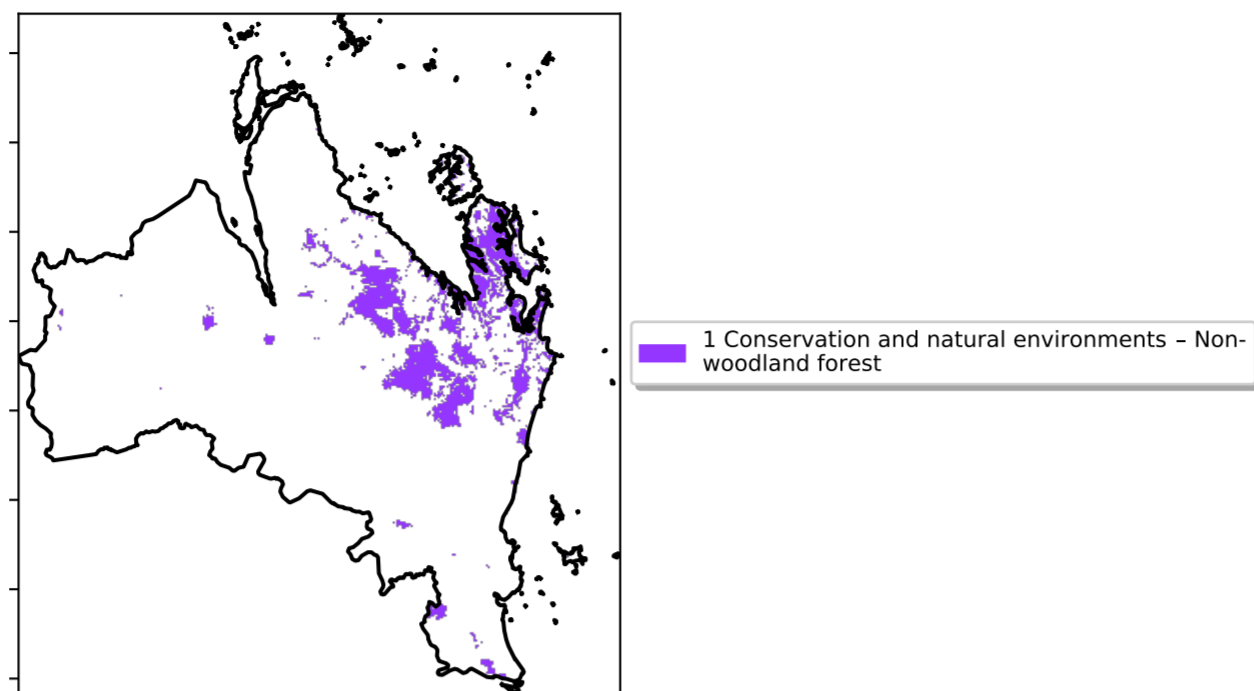 1 Conservation and natural environments – Non-
woodland forest